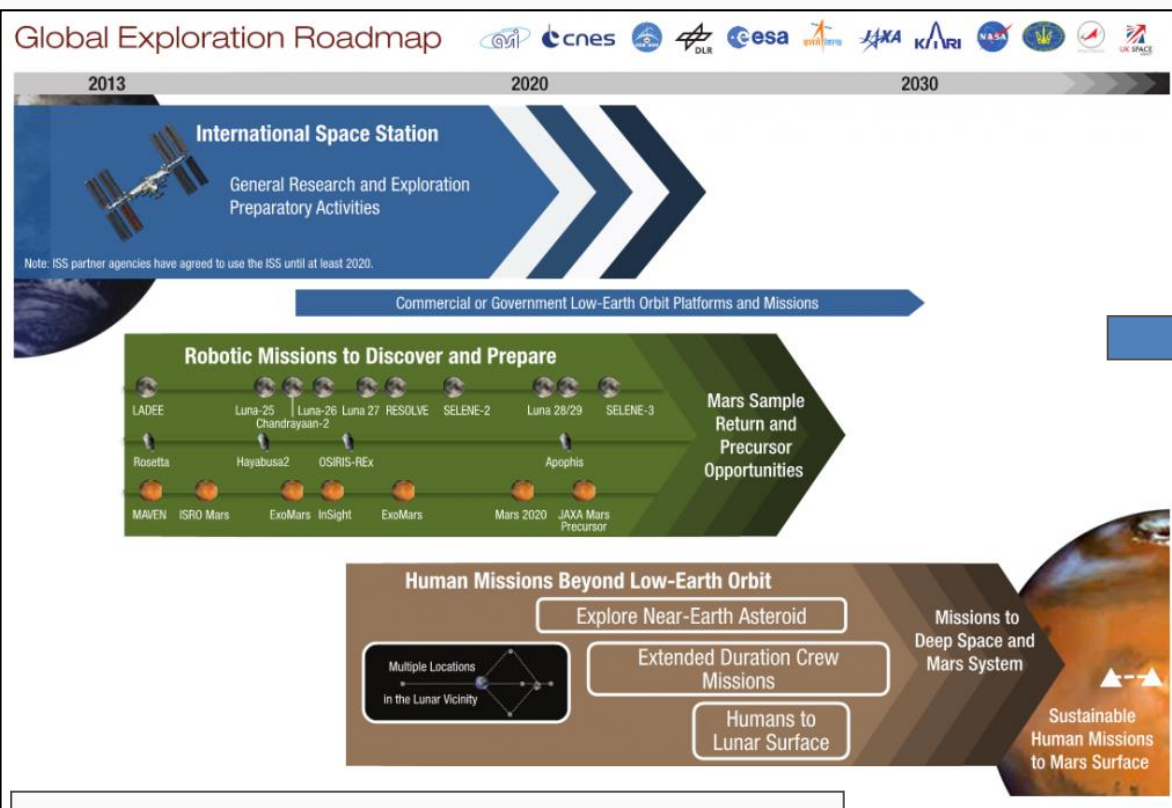 Global Exploration Roadmap
asi cnes DLR esa JAXA KARI NASA UK SPACE
2013 2020 2030
International Space Station
General Research and Exploration
Preparatory Activities
Note: ISS partner agencies have agreed to use the ISS until at least 2020.
Commercial or Government Low-Earth Orbit Platforms and Missions
Robotic Missions to Discover and Prepare
LADEE Luna-25 Luna-26 Luna 27 RESOLVE SELENE-2 Luna 28/29 SELENE-3
Chandrayaan-2
Rosetta Hayabusa2 OSIRIS-REx Apophis
MAVEN ISRO Mars ExoMars InSight ExoMars Mars 2020 JAXA Mars
Precursor
Mars Sample
Return and
Precursor
Opportunities
Human Missions Beyond Low-Earth Orbit
Explore Near-Earth Asteroid
Multiple Locations
in the Lunar Vicinity
Extended Duration Crew
Missions
Humans to
Lunar Surface
Missions to
Deep Space and
Mars System
Sustainable
Human Missions
to Mars Surface